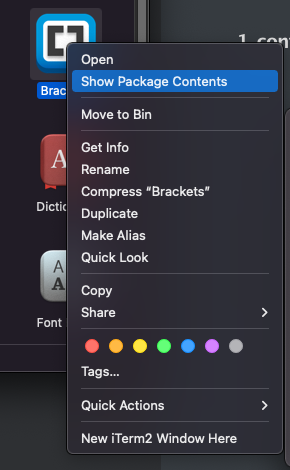 1. con
Brac
Open
Show Package Contents
Move to Bin
Get Info
Rename
Compress “Brackets”
Duplicate
Make Alias
Quick Look
Copy
Share
Tags...
Quick Actions
New iTerm2 Window Here
A
Dictio
A
A
Font